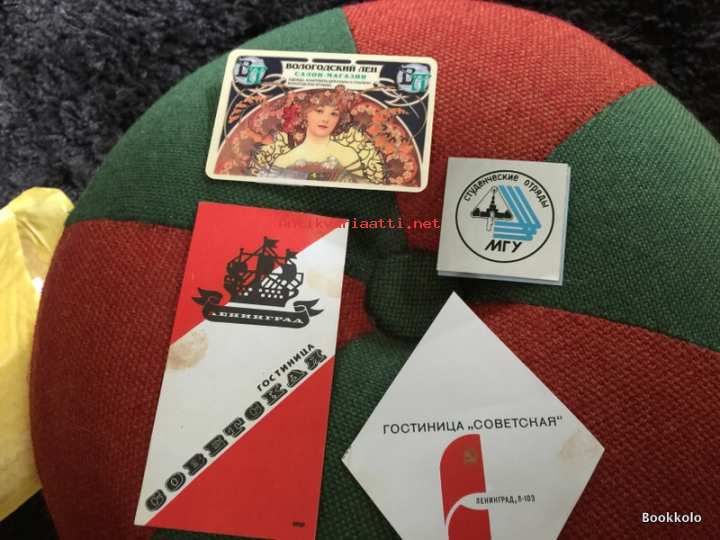 ВОЛОГОДСКИЙ ЛЕН
САЛОН-МАГАЗИН
antikvariaatti.net
студенческие отряды
МГУ
ЛЕНИНГРАД
ГОСТИНИЦА
СОВЕТСКАЯ
ГОСТИНИЦА „СОВЕТСКАЯ"
ЛЕНИНГРАД, Л-103
Bookkolo